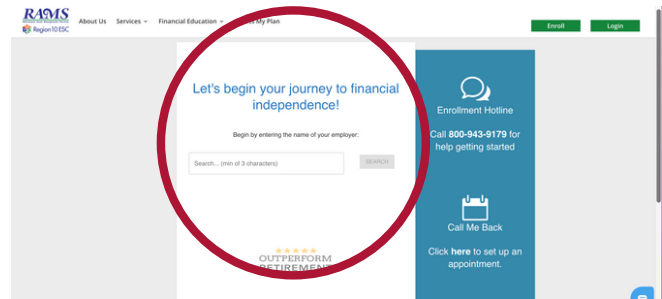 RAMS
Region 10 ESC
About Us
Services
Financial Education
My Plan
Enroll
Login
Let's begin your journey to financial
independence!
Begin by entering the name of your employer:
Search... (min of 3 characters)
SEARCH
OUTPERFORM
RETIREMENT
Enrollment Hotline
Call 800-943-9179 for
help getting started
Call Me Back
Click here to set up an
appointment.